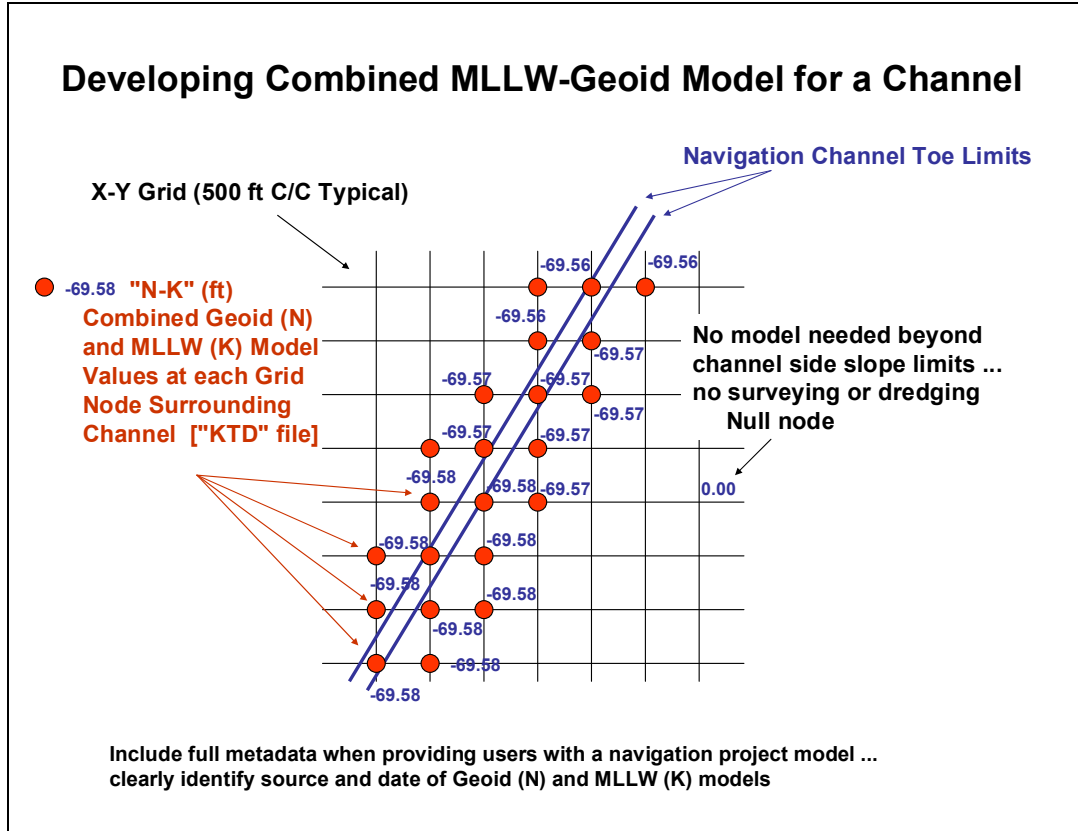 Developing Combined MLLW-Geoid Model for a Channel
Navigation Channel Toe Limits
X-Y Grid (500 ft C/C Typical)
-69.58 "N-K" (ft)
Combined Geoid (N)
and MLLW (K) Model
Values at each Grid
Node Surrounding
Channel ["KTD" file]
-69.56
-69.56
-69.56
-69.57
-69.57
-69.57
-69.57
-69.57
-69.57
-69.58
-69.58
-69.57
-69.58
-69.58
-69.58
-69.58
-69.58
-69.58
-69.58
No model needed beyond
channel side slope limits ...
no surveying or dredging
Null node
0.00
Include full metadata when providing users with a navigation project model ...
clearly identify source and date of Geoid (N) and MLLW (K) models